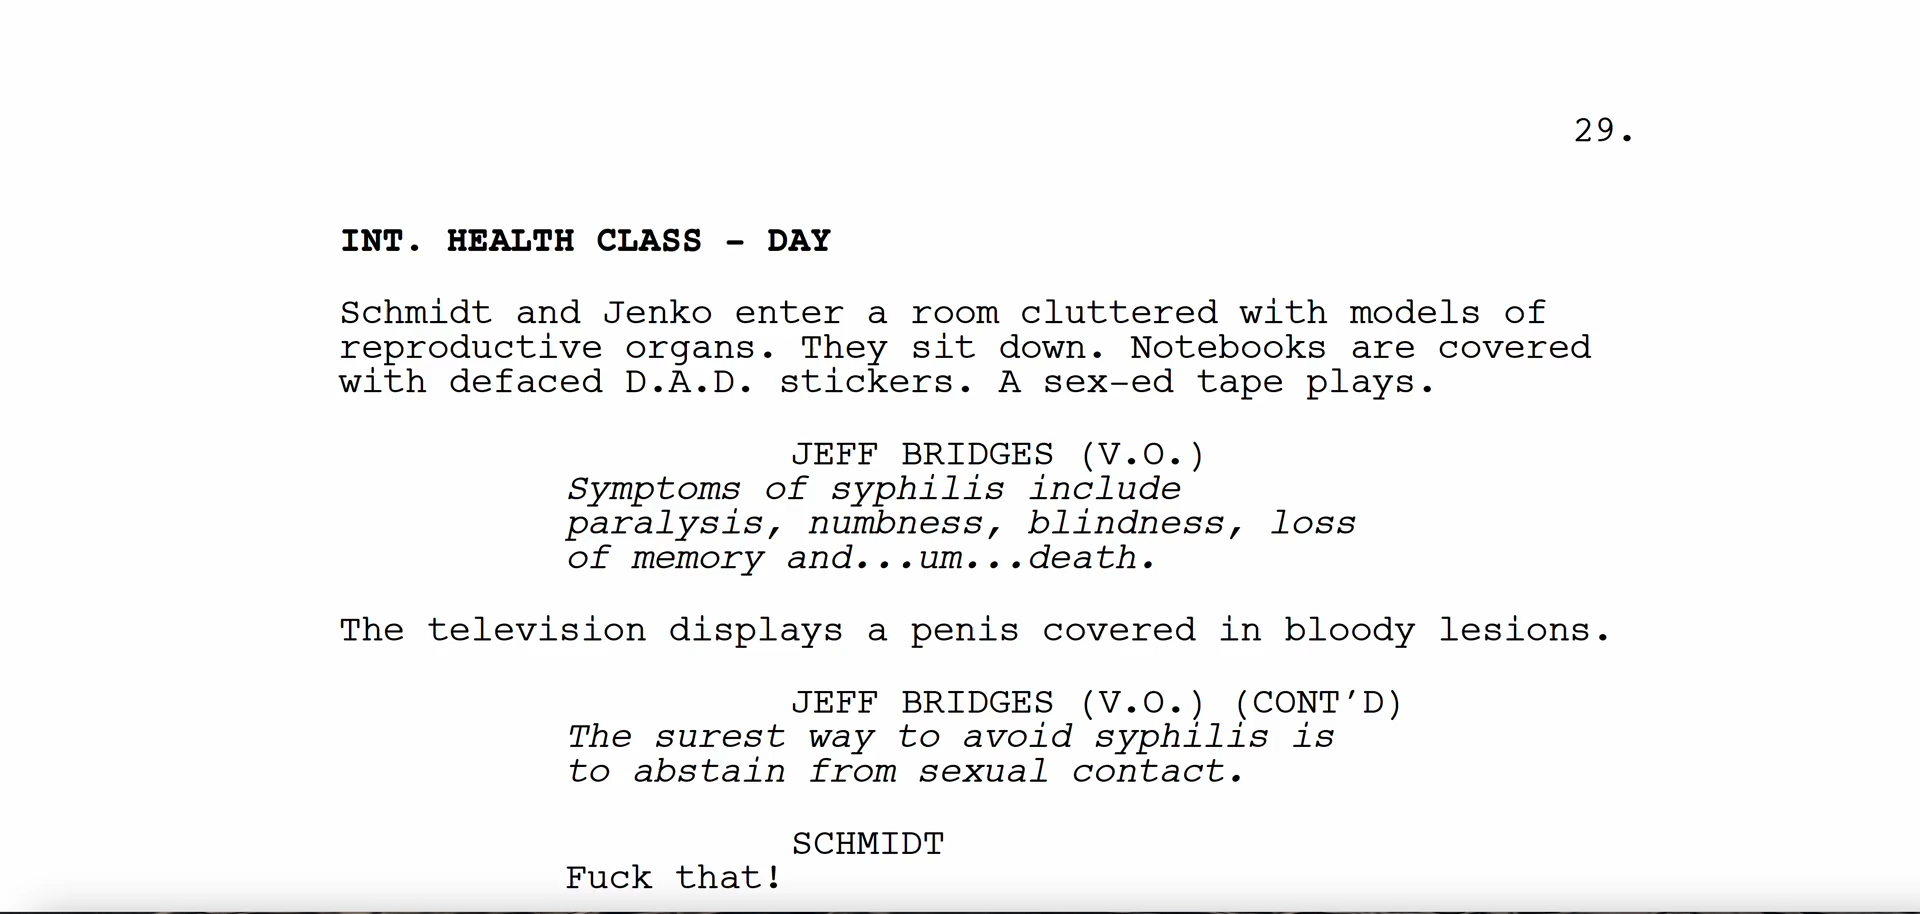 29.
INT. HEALTH CLASS - DAY
Schmidt and Jenko enter a room cluttered with models of
reproductive organs. They sit down. Notebooks are covered
with defaced D.A.D. stickers. A sex-ed tape plays.
JEFF BRIDGES (V.O.)
Symptoms of syphilis include
paralysis, numbness, blindness, loss
of memory and...um...death.
The television displays a penis covered in bloody lesions.
JEFF BRIDGES (V.O.) (CONT'D)
The surest way to avoid syphilis is
to abstain from sexual contact.
SCHMIDT
Fuck that!